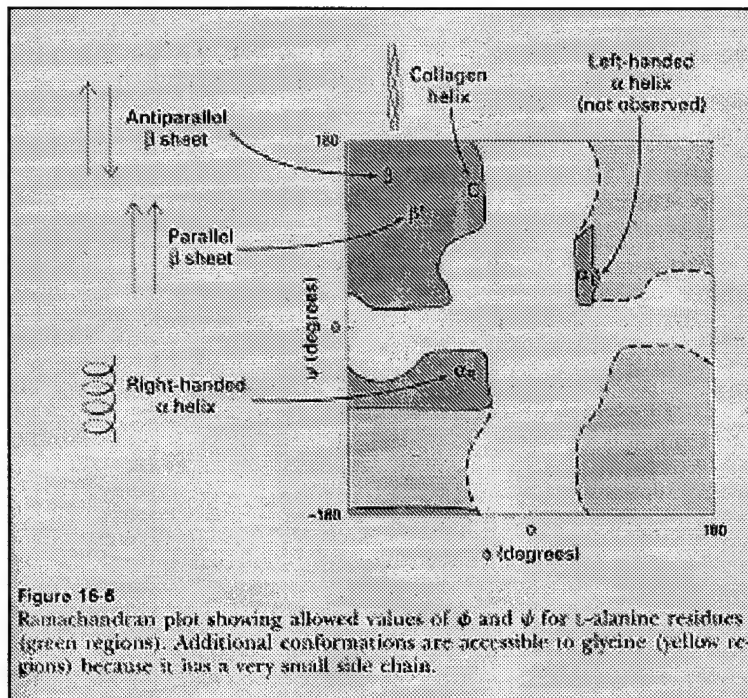 Collagen
helix
Left-handed
α helix
(not observed)
Antiparallel
β sheet
180
β
C
β'
Parallel
β sheet
ψ (degrees)
0
Right-handed
α helix
αR
-180
0
180
ϕ (degrees)
Figure 16-6
Ramachandran plot showing allowed values of ϕ and ψ for L-alanine residues
(green regions). Additional conformations are accessible to glycine (yellow re-
gions) because it has a very small side chain.